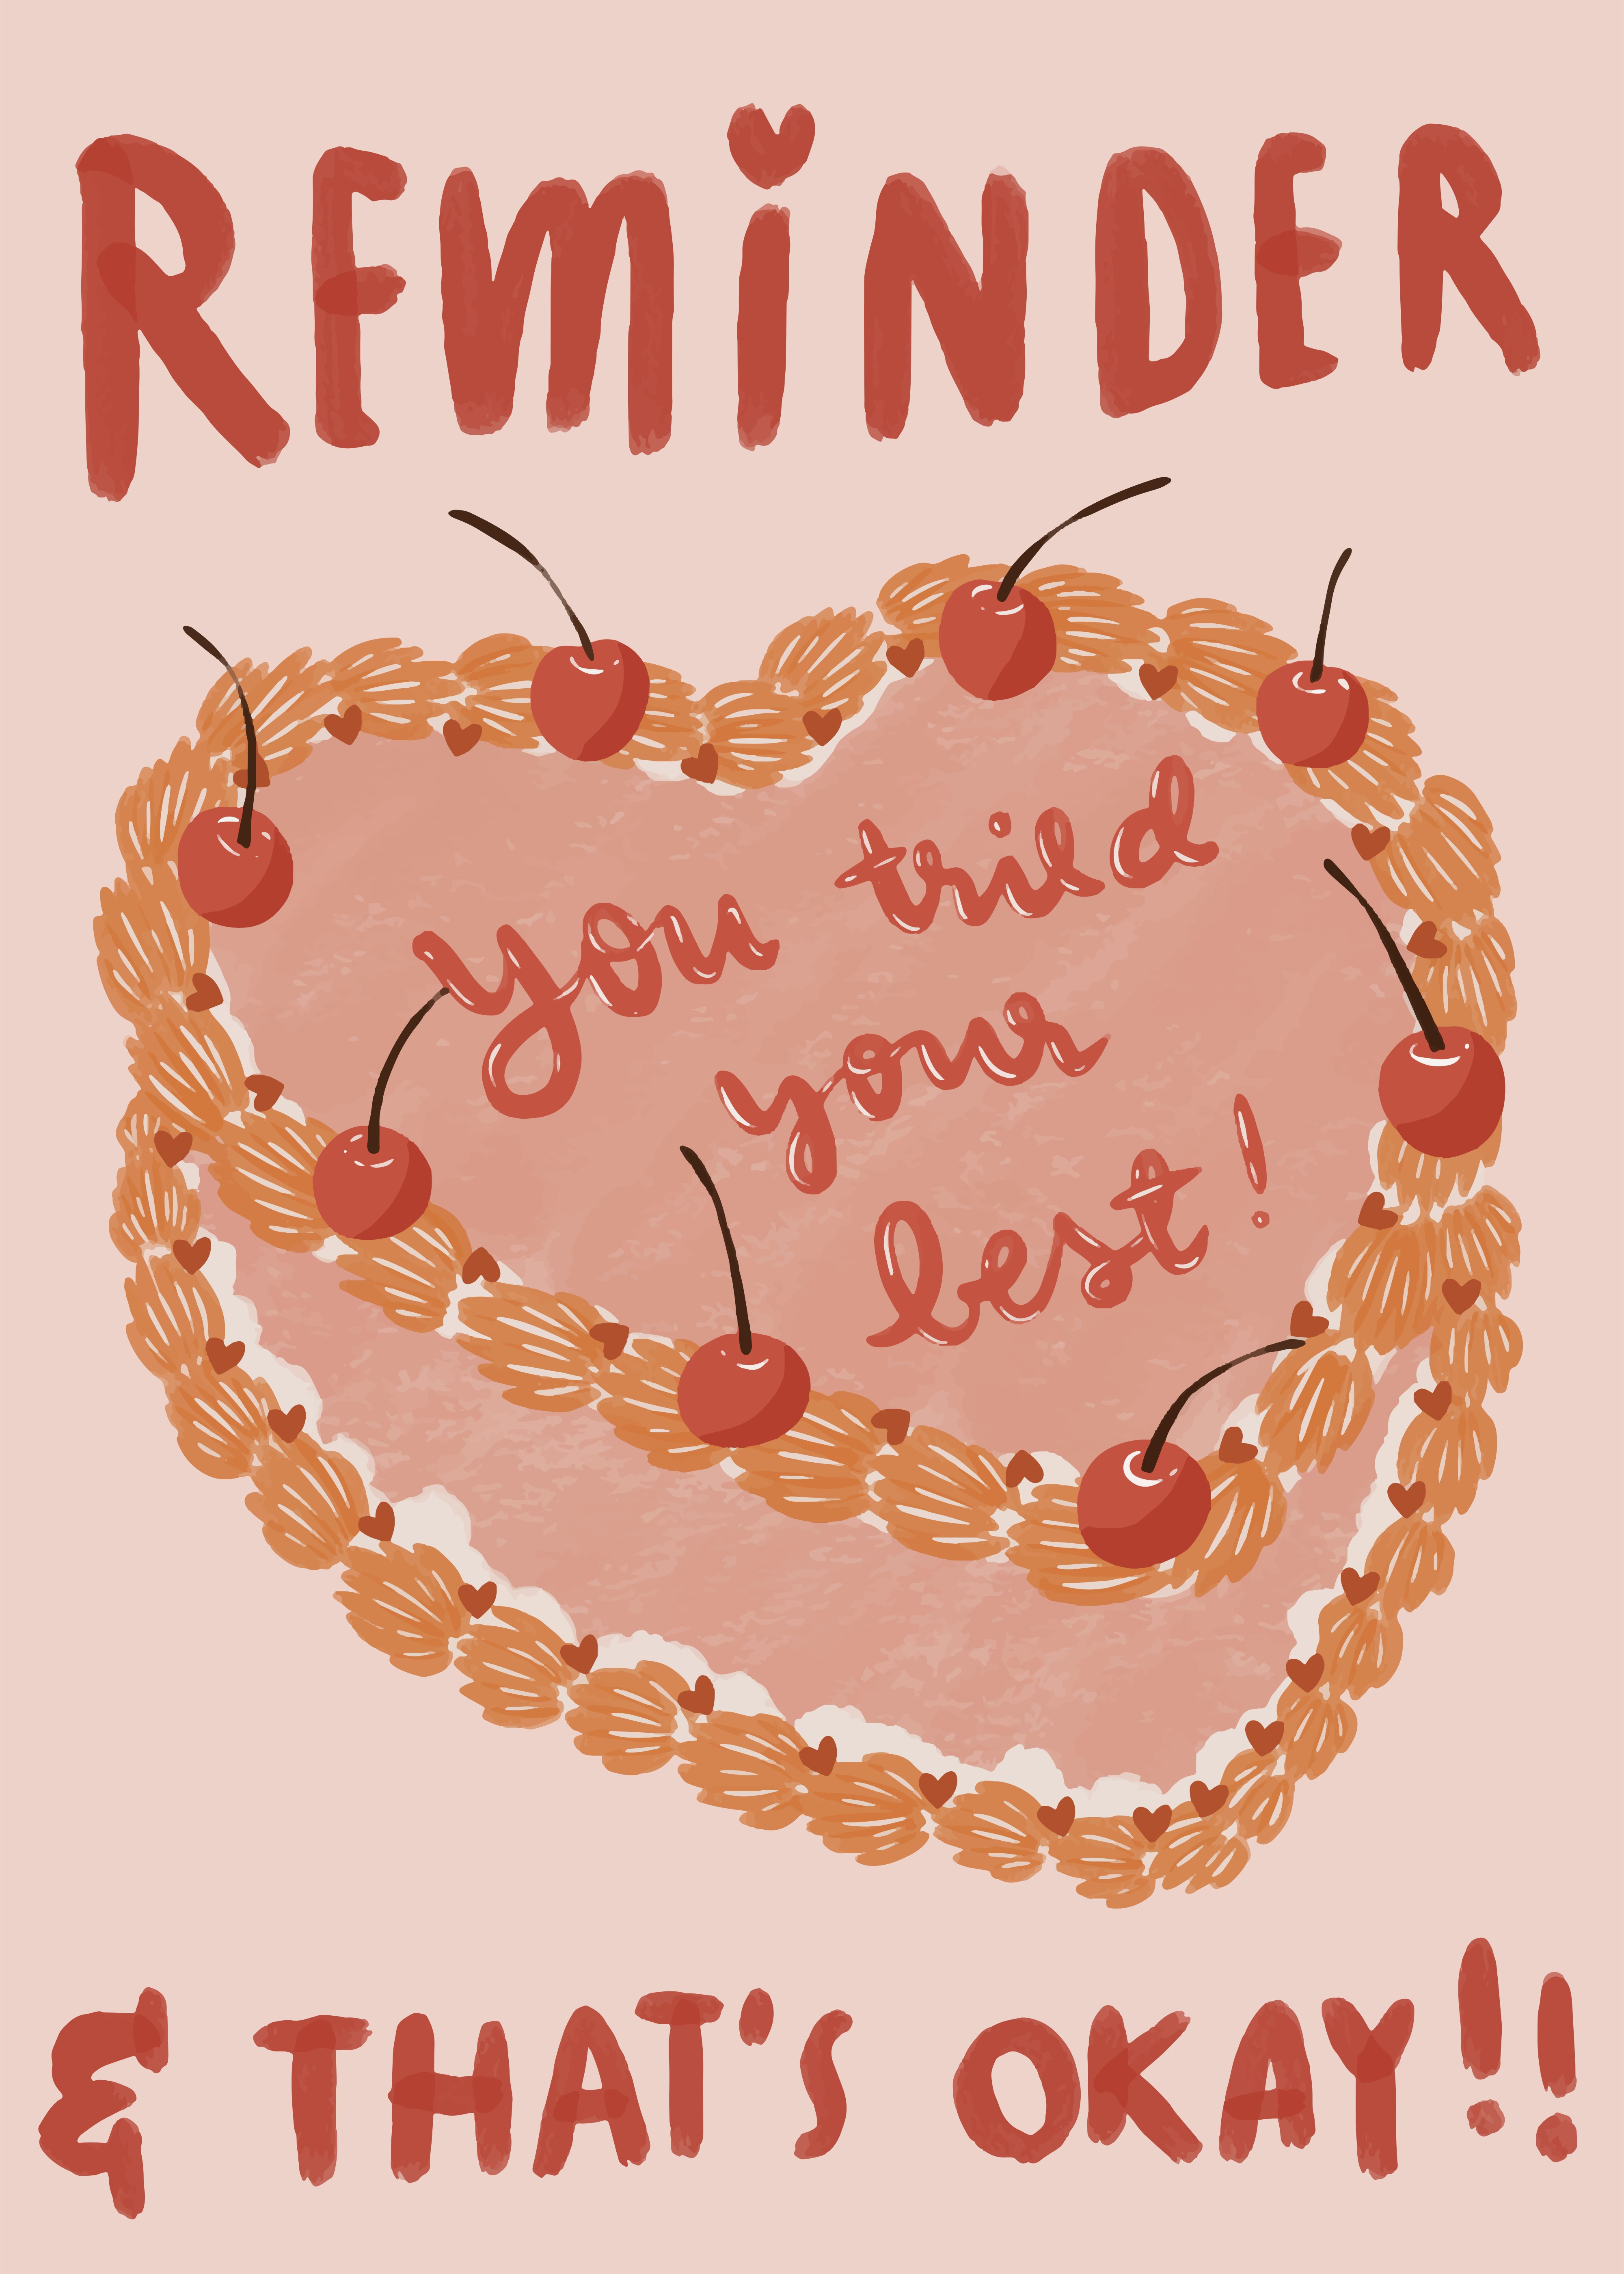 REMiNDER
you tried
your
best!
& THAT'S OKAY!!